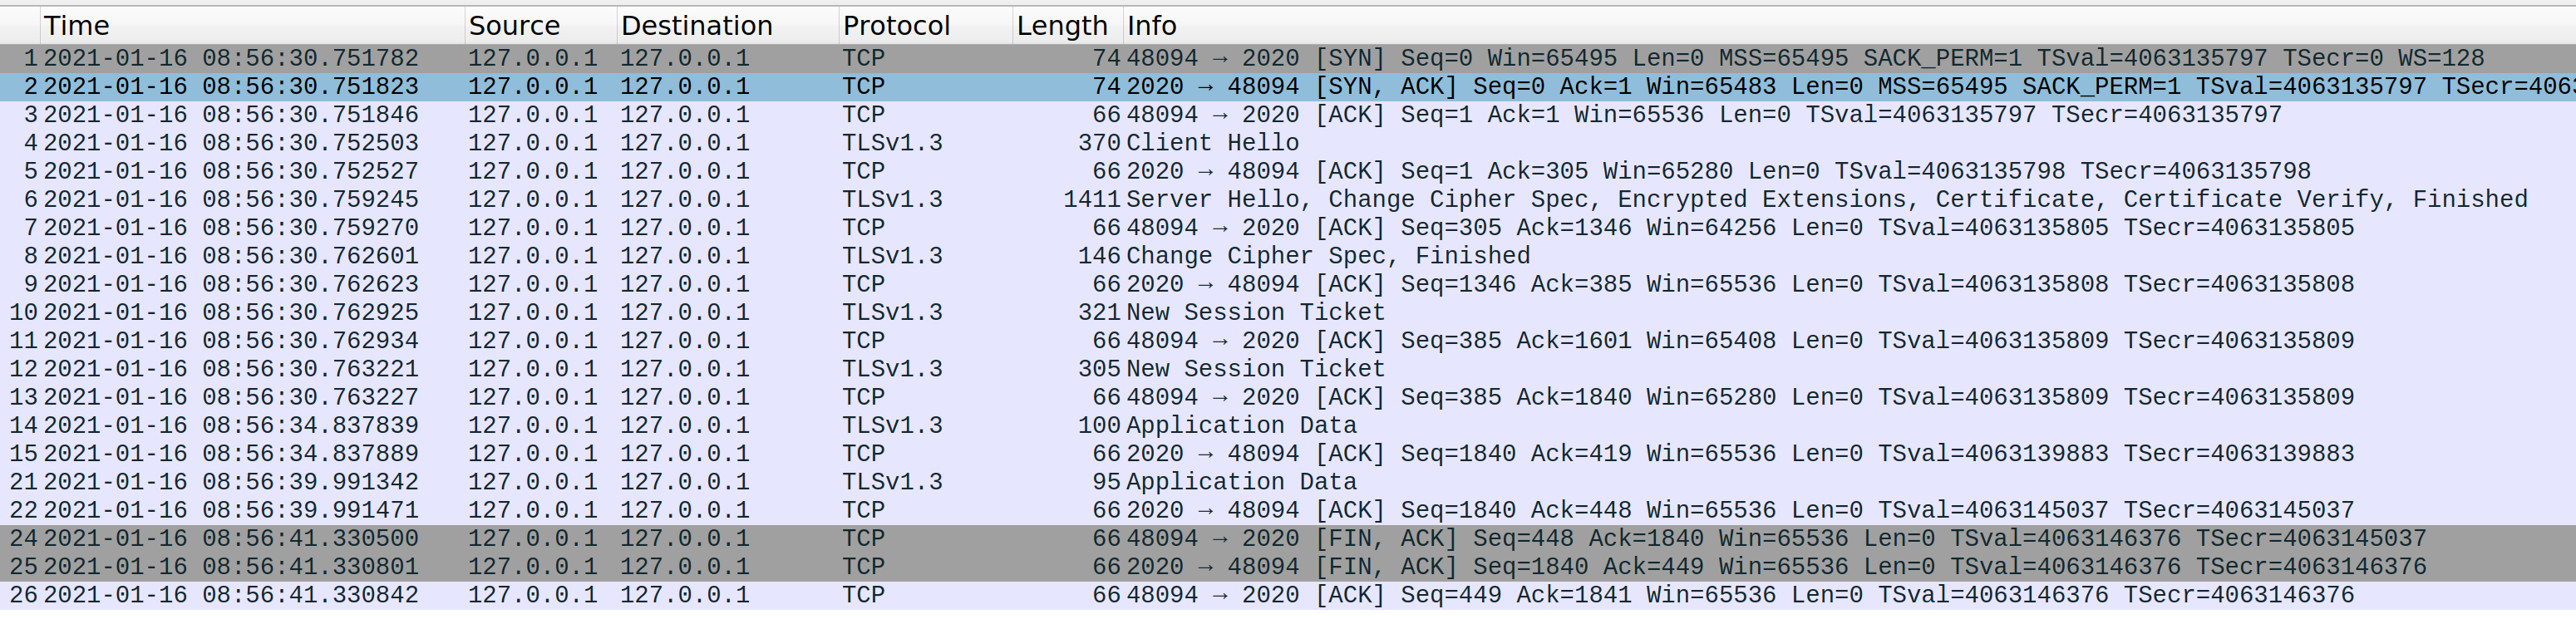 Time Source Destination Protocol Length Info
1 2021-01-16 08:56:30.751782 127.0.0.1 127.0.0.1 TCP 74 48094 → 2020 [SYN] Seq=0 Win=65495 Len=0 MSS=65495 SACK_PERM=1 TSval=4063135797 TSecr=0 WS=128
2 2021-01-16 08:56:30.751823 127.0.0.1 127.0.0.1 TCP 74 2020 → 48094 [SYN, ACK] Seq=0 Ack=1 Win=65483 Len=0 MSS=65495 SACK_PERM=1 TSval=4063135797 TSecr=4063
3 2021-01-16 08:56:30.751846 127.0.0.1 127.0.0.1 TCP 66 48094 → 2020 [ACK] Seq=1 Ack=1 Win=65536 Len=0 TSval=4063135797 TSecr=4063135797
4 2021-01-16 08:56:30.752503 127.0.0.1 127.0.0.1 TLSv1.3 370 Client Hello
5 2021-01-16 08:56:30.752527 127.0.0.1 127.0.0.1 TCP 66 2020 → 48094 [ACK] Seq=1 Ack=305 Win=65280 Len=0 TSval=4063135798 TSecr=4063135798
6 2021-01-16 08:56:30.759245 127.0.0.1 127.0.0.1 TLSv1.3 1411 Server Hello, Change Cipher Spec, Encrypted Extensions, Certificate, Certificate Verify, Finished
7 2021-01-16 08:56:30.759270 127.0.0.1 127.0.0.1 TCP 66 48094 → 2020 [ACK] Seq=305 Ack=1346 Win=64256 Len=0 TSval=4063135805 TSecr=4063135805
8 2021-01-16 08:56:30.762601 127.0.0.1 127.0.0.1 TLSv1.3 146 Change Cipher Spec, Finished
9 2021-01-16 08:56:30.762623 127.0.0.1 127.0.0.1 TCP 66 2020 → 48094 [ACK] Seq=1346 Ack=385 Win=65536 Len=0 TSval=4063135808 TSecr=4063135808
10 2021-01-16 08:56:30.762925 127.0.0.1 127.0.0.1 TLSv1.3 321 New Session Ticket
11 2021-01-16 08:56:30.762934 127.0.0.1 127.0.0.1 TCP 66 48094 → 2020 [ACK] Seq=385 Ack=1601 Win=65408 Len=0 TSval=4063135809 TSecr=4063135809
12 2021-01-16 08:56:30.763221 127.0.0.1 127.0.0.1 TLSv1.3 305 New Session Ticket
13 2021-01-16 08:56:30.763227 127.0.0.1 127.0.0.1 TCP 66 48094 → 2020 [ACK] Seq=385 Ack=1840 Win=65280 Len=0 TSval=4063135809 TSecr=4063135809
14 2021-01-16 08:56:34.837839 127.0.0.1 127.0.0.1 TLSv1.3 100 Application Data
15 2021-01-16 08:56:34.837889 127.0.0.1 127.0.0.1 TCP 66 2020 → 48094 [ACK] Seq=1840 Ack=419 Win=65536 Len=0 TSval=4063139883 TSecr=4063139883
21 2021-01-16 08:56:39.991342 127.0.0.1 127.0.0.1 TLSv1.3 95 Application Data
22 2021-01-16 08:56:39.991471 127.0.0.1 127.0.0.1 TCP 66 2020 → 48094 [ACK] Seq=1840 Ack=448 Win=65536 Len=0 TSval=4063145037 TSecr=4063145037
24 2021-01-16 08:56:41.330500 127.0.0.1 127.0.0.1 TCP 66 48094 → 2020 [FIN, ACK] Seq=448 Ack=1840 Win=65536 Len=0 TSval=4063146376 TSecr=4063145037
25 2021-01-16 08:56:41.330801 127.0.0.1 127.0.0.1 TCP 66 2020 → 48094 [FIN, ACK] Seq=1840 Ack=449 Win=65536 Len=0 TSval=4063146376 TSecr=4063146376
26 2021-01-16 08:56:41.330842 127.0.0.1 127.0.0.1 TCP 66 48094 → 2020 [ACK] Seq=449 Ack=1841 Win=65536 Len=0 TSval=4063146376 TSecr=4063146376